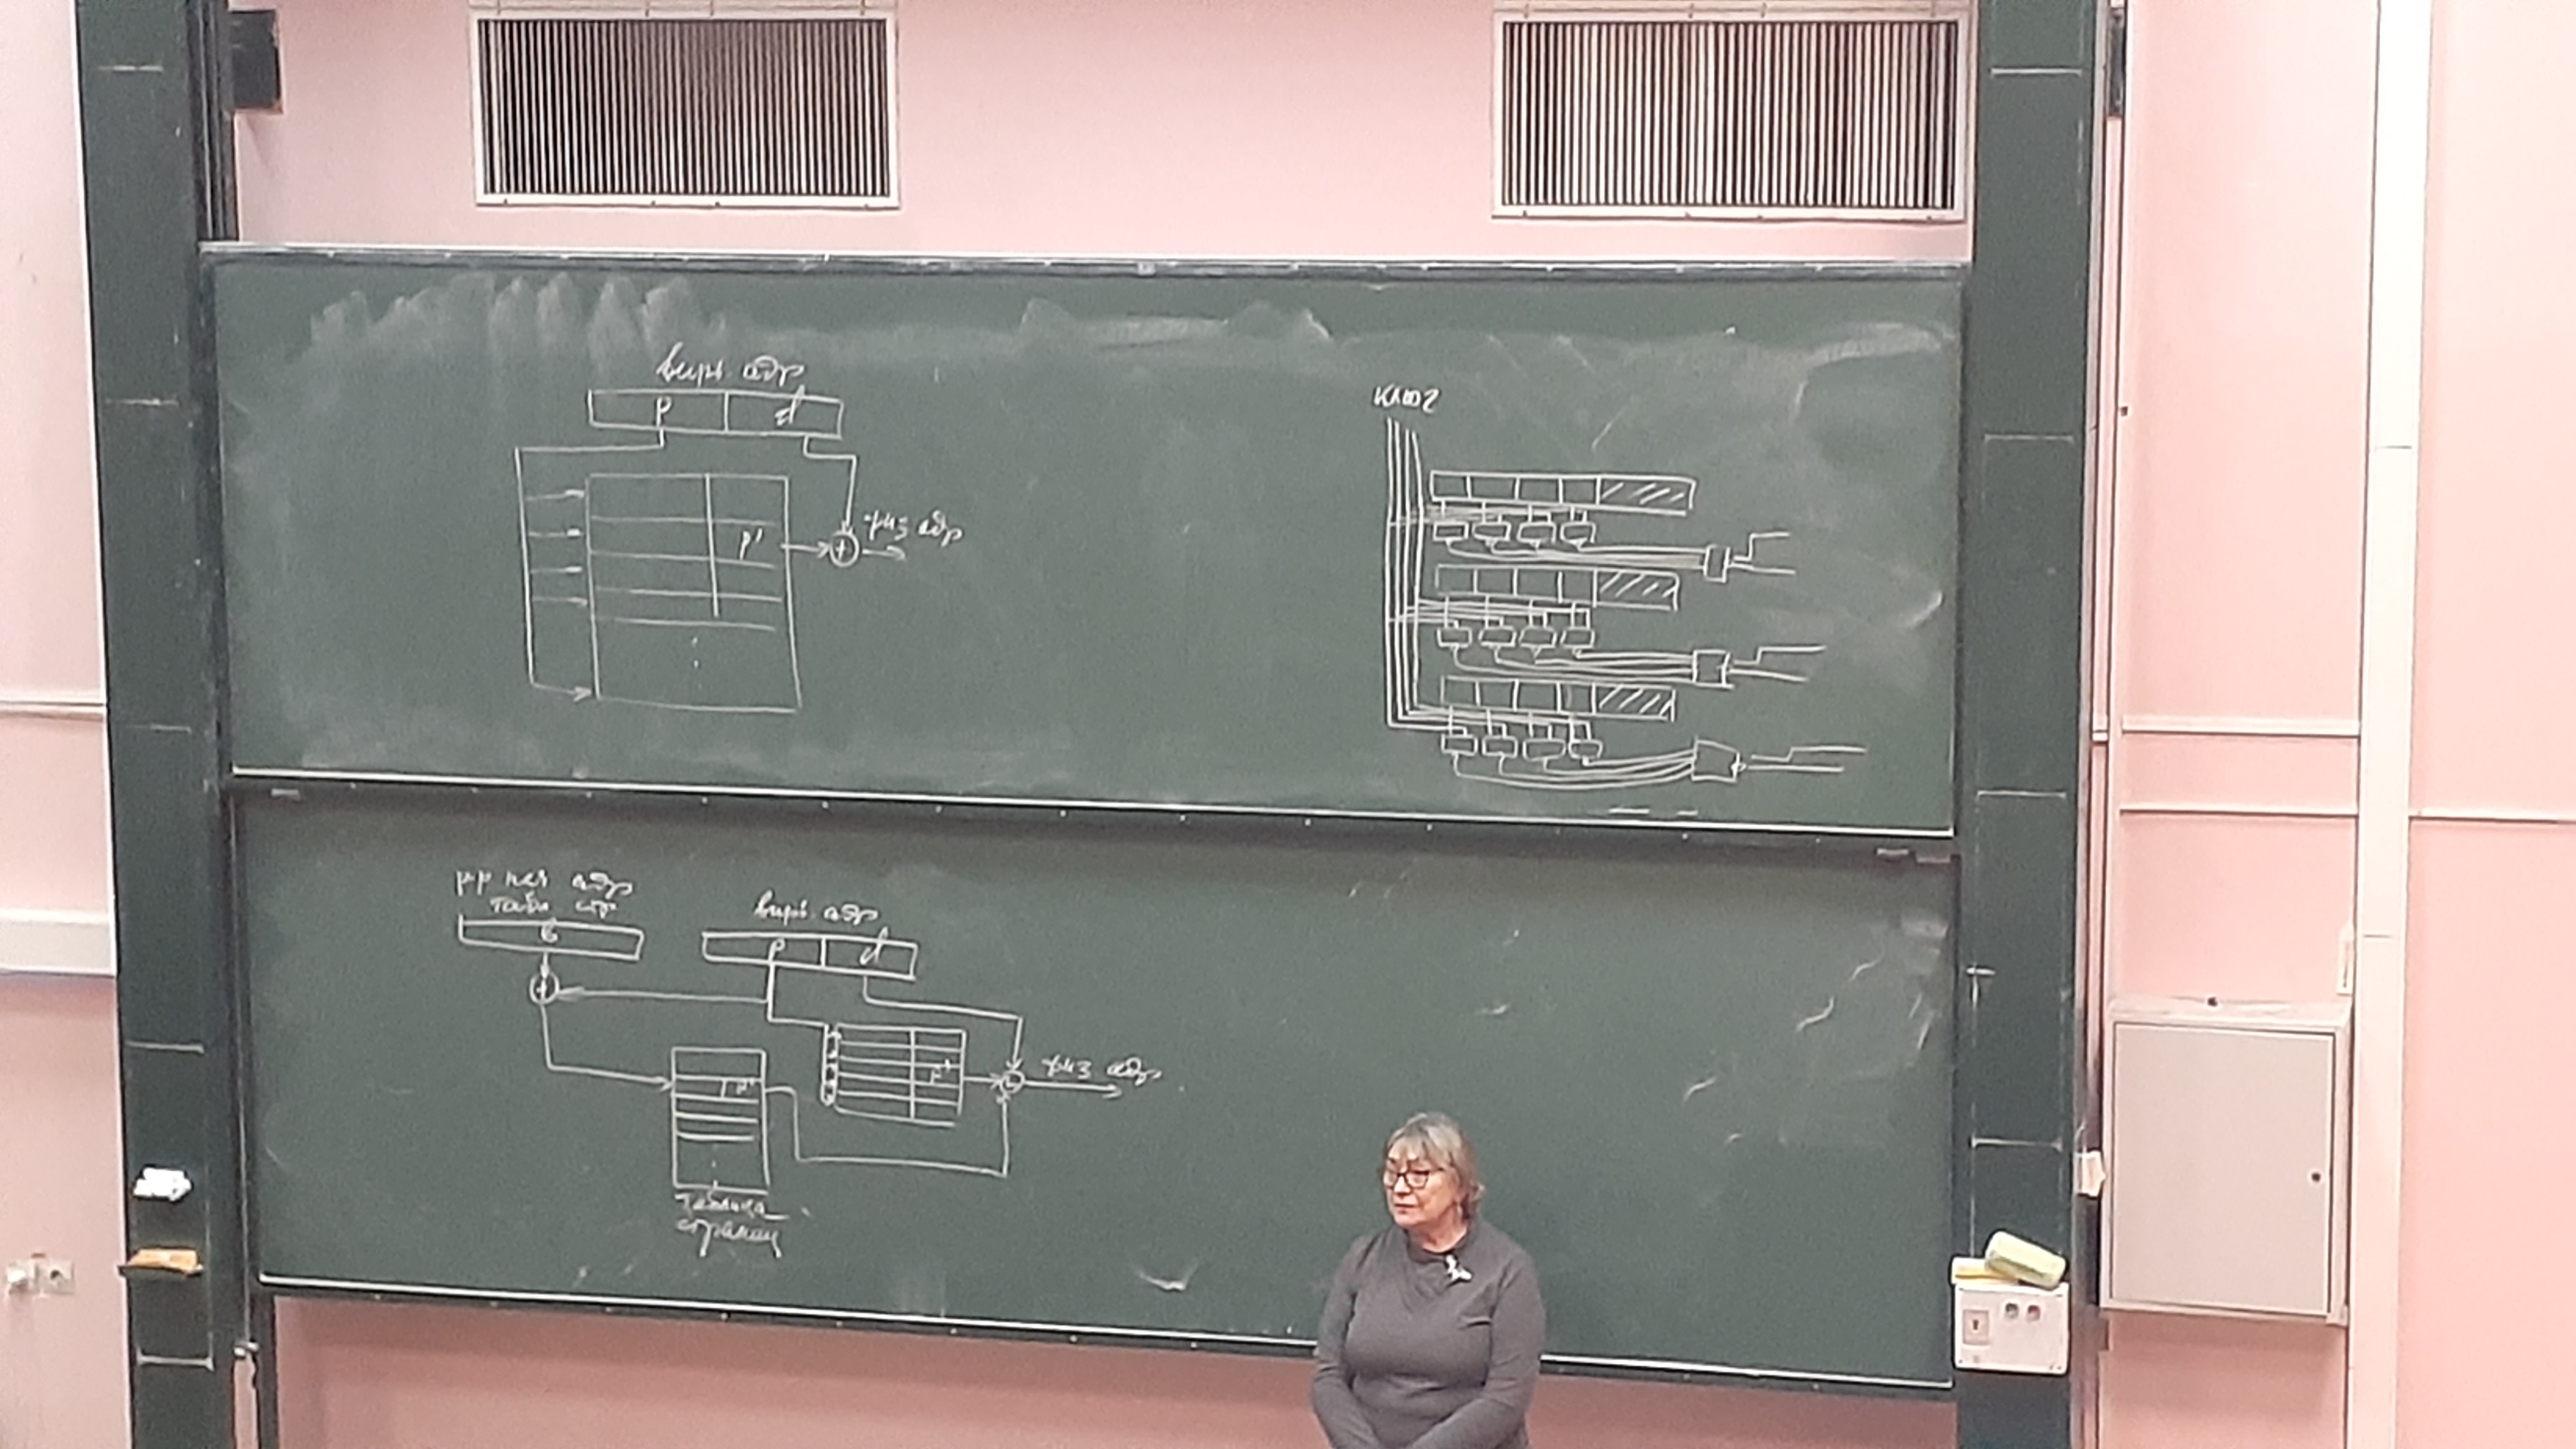 вирт. адр
p d
p'
физ адр
ключ
рг нач адр
табл стр
б
вирт. адр
p d
p'
p'
физ адр
таблица
страниц